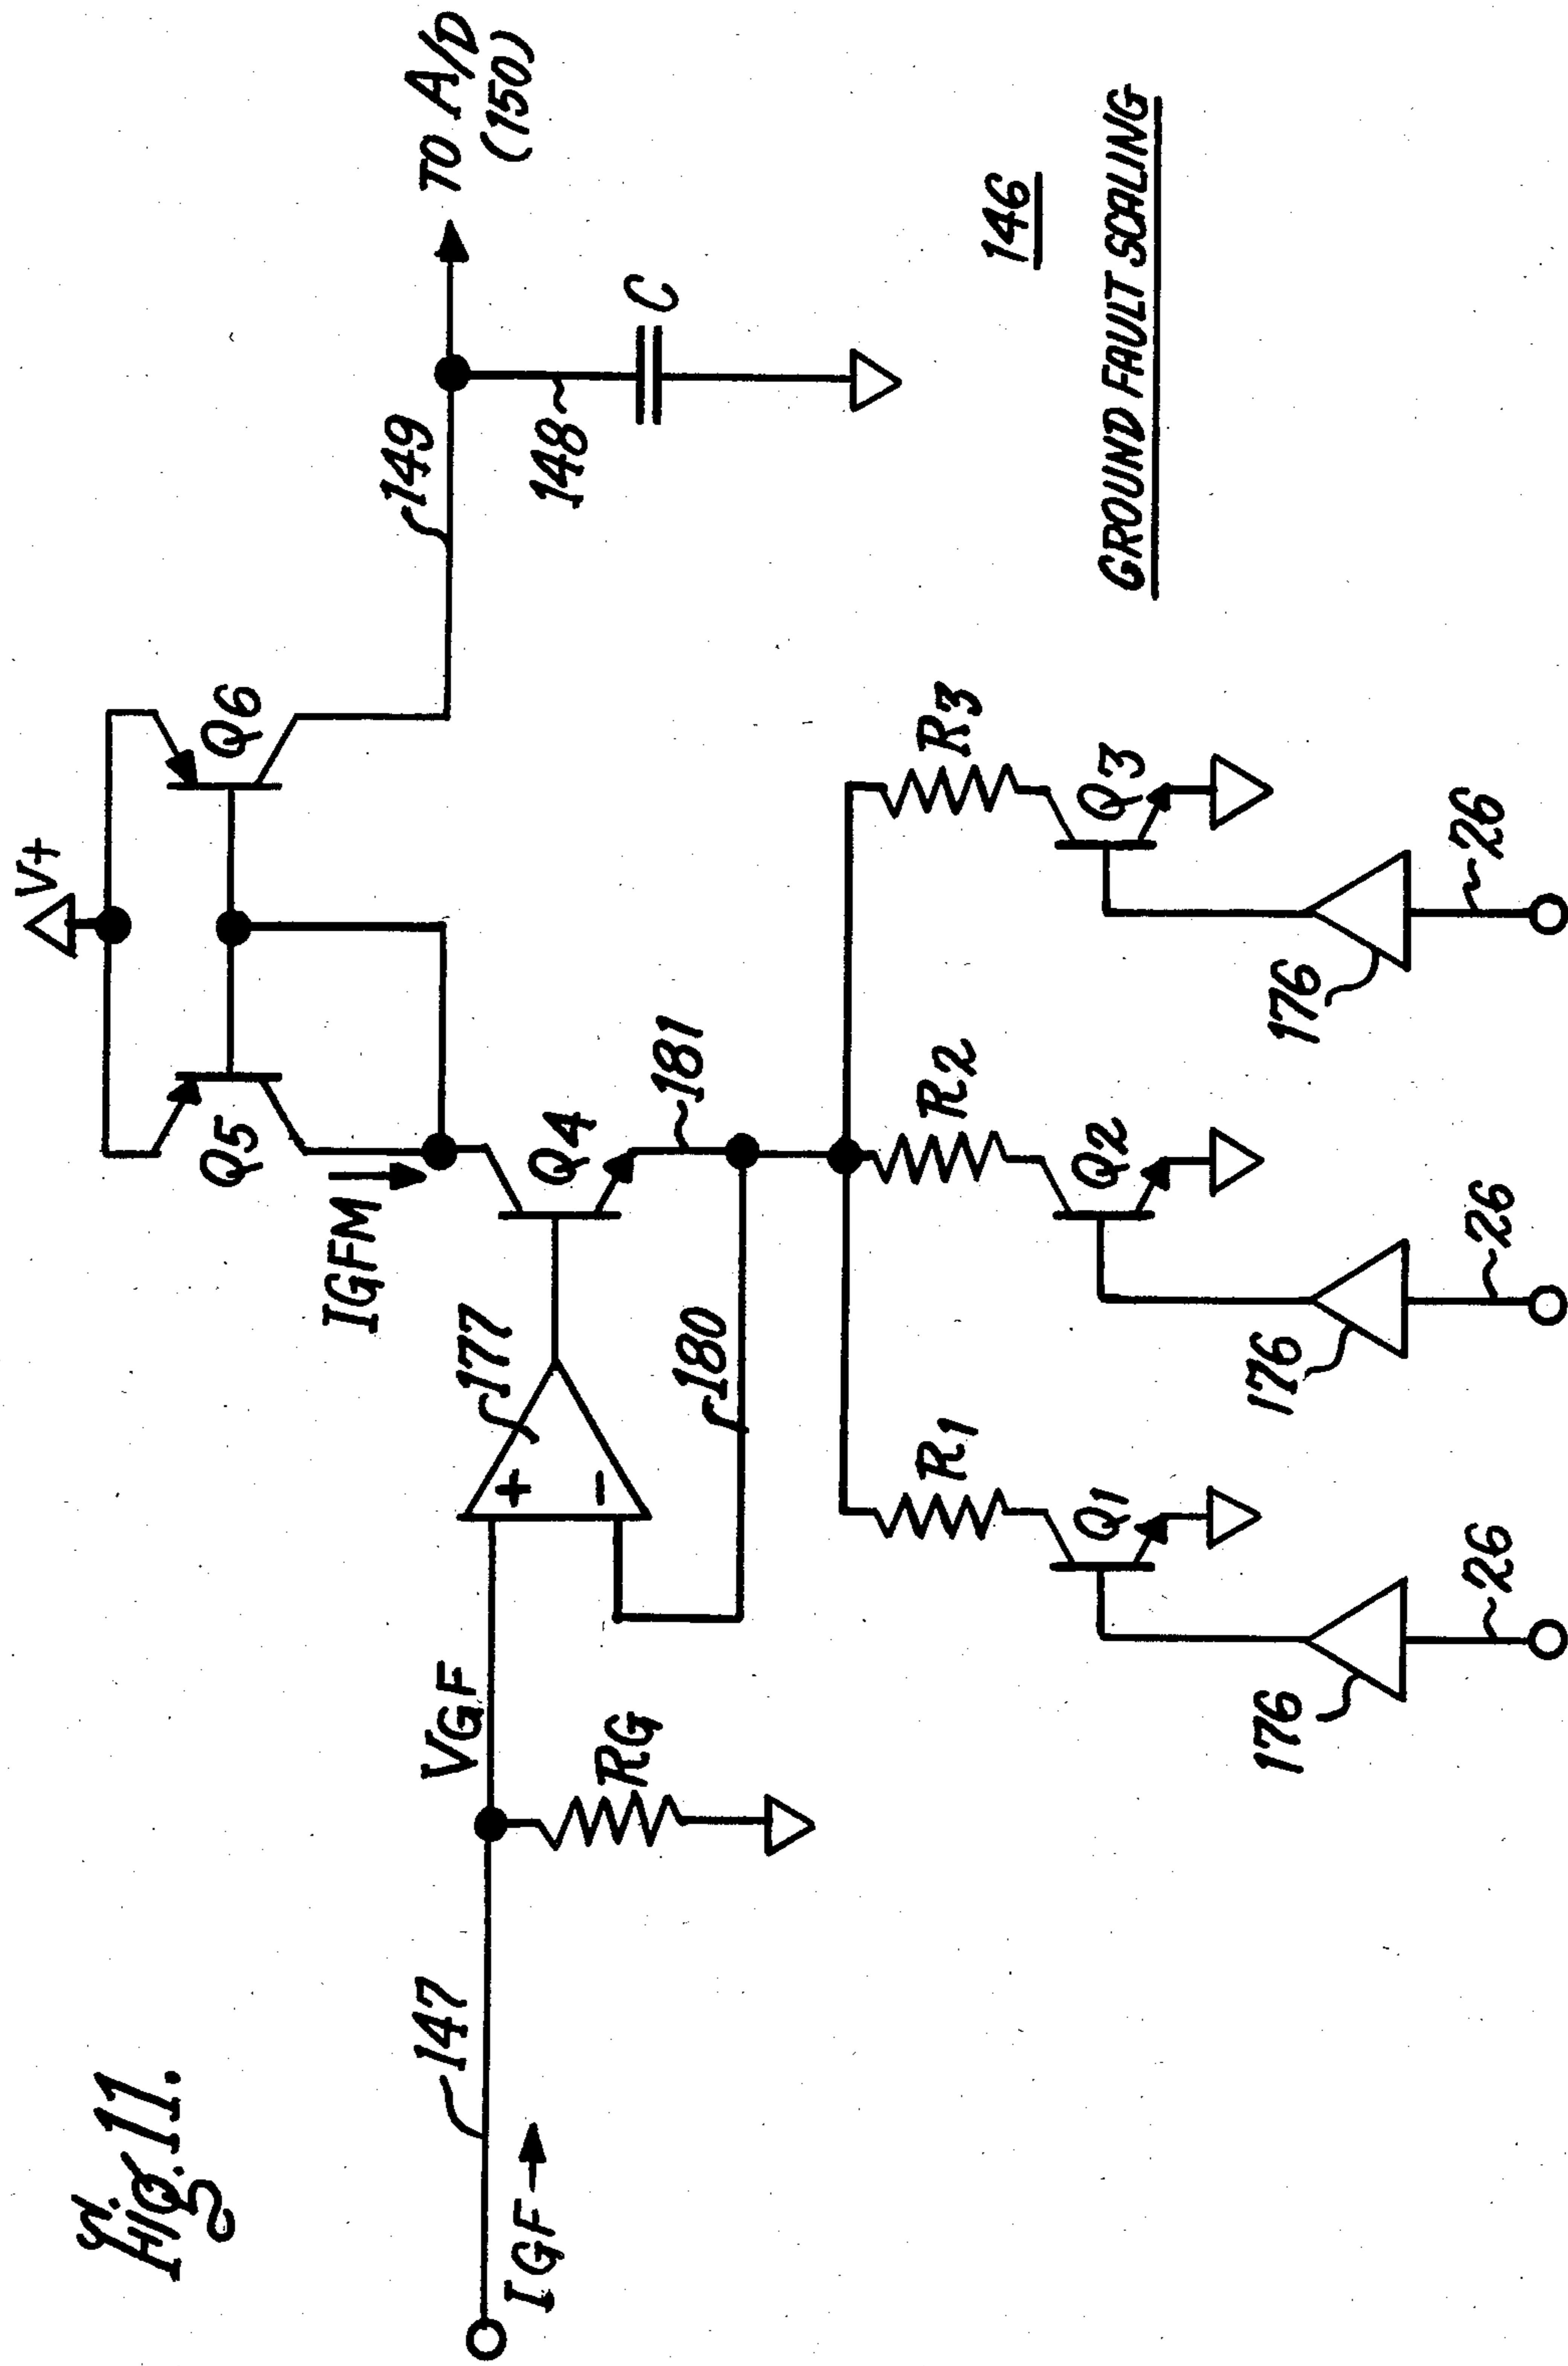 Fig. 11.
V+
Q5
Q6
IGFM
149
TO A/D
(150)
147
IGF
VGF
RG
177
+
-
Q4
148
C
180
181
146
R1
R2
R3
Q1
Q2
Q3
GROUND FAULT SCALING
176
176
176
26
26
26